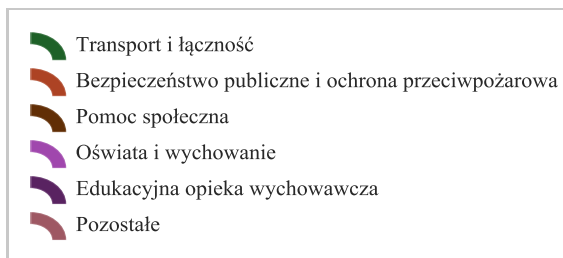 Transport i łączność
Bezpieczeństwo publiczne i ochrona przeciwpożarowa
Pomoc społeczna
Oświata i wychowanie
Edukacyjna opieka wychowawcza
Pozostałe